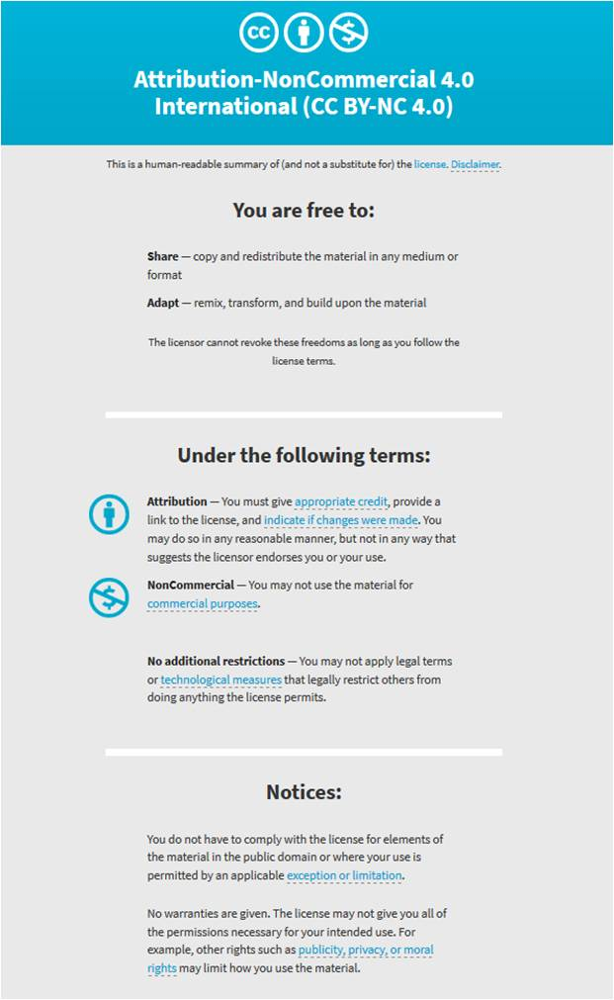 CC
Attribution-NonCommercial 4.0
International (CC BY-NC 4.0)
This is a human-readable summary of (and not a substitute for) the license. Disclaimer.
You are free to:
Share — copy and redistribute the material in any medium or
format
Adapt — remix, transform, and build upon the material
The licensor cannot revoke these freedoms as long as you follow the
license terms.
Under the following terms:
Attribution — You must give appropriate credit, provide a
link to the license, and indicate if changes were made. You
may do so in any reasonable manner, but not in any way that
suggests the licensor endorses you or your use.
NonCommercial — You may not use the material for
commercial purposes.
No additional restrictions — You may not apply legal terms
or technological measures that legally restrict others from
doing anything the license permits.
Notices:
You do not have to comply with the license for elements of
the material in the public domain or where your use is
permitted by an applicable exception or limitation.
No warranties are given. The license may not give you all of
the permissions necessary for your intended use. For
example, other rights such as publicity, privacy, or moral
rights may limit how you use the material.